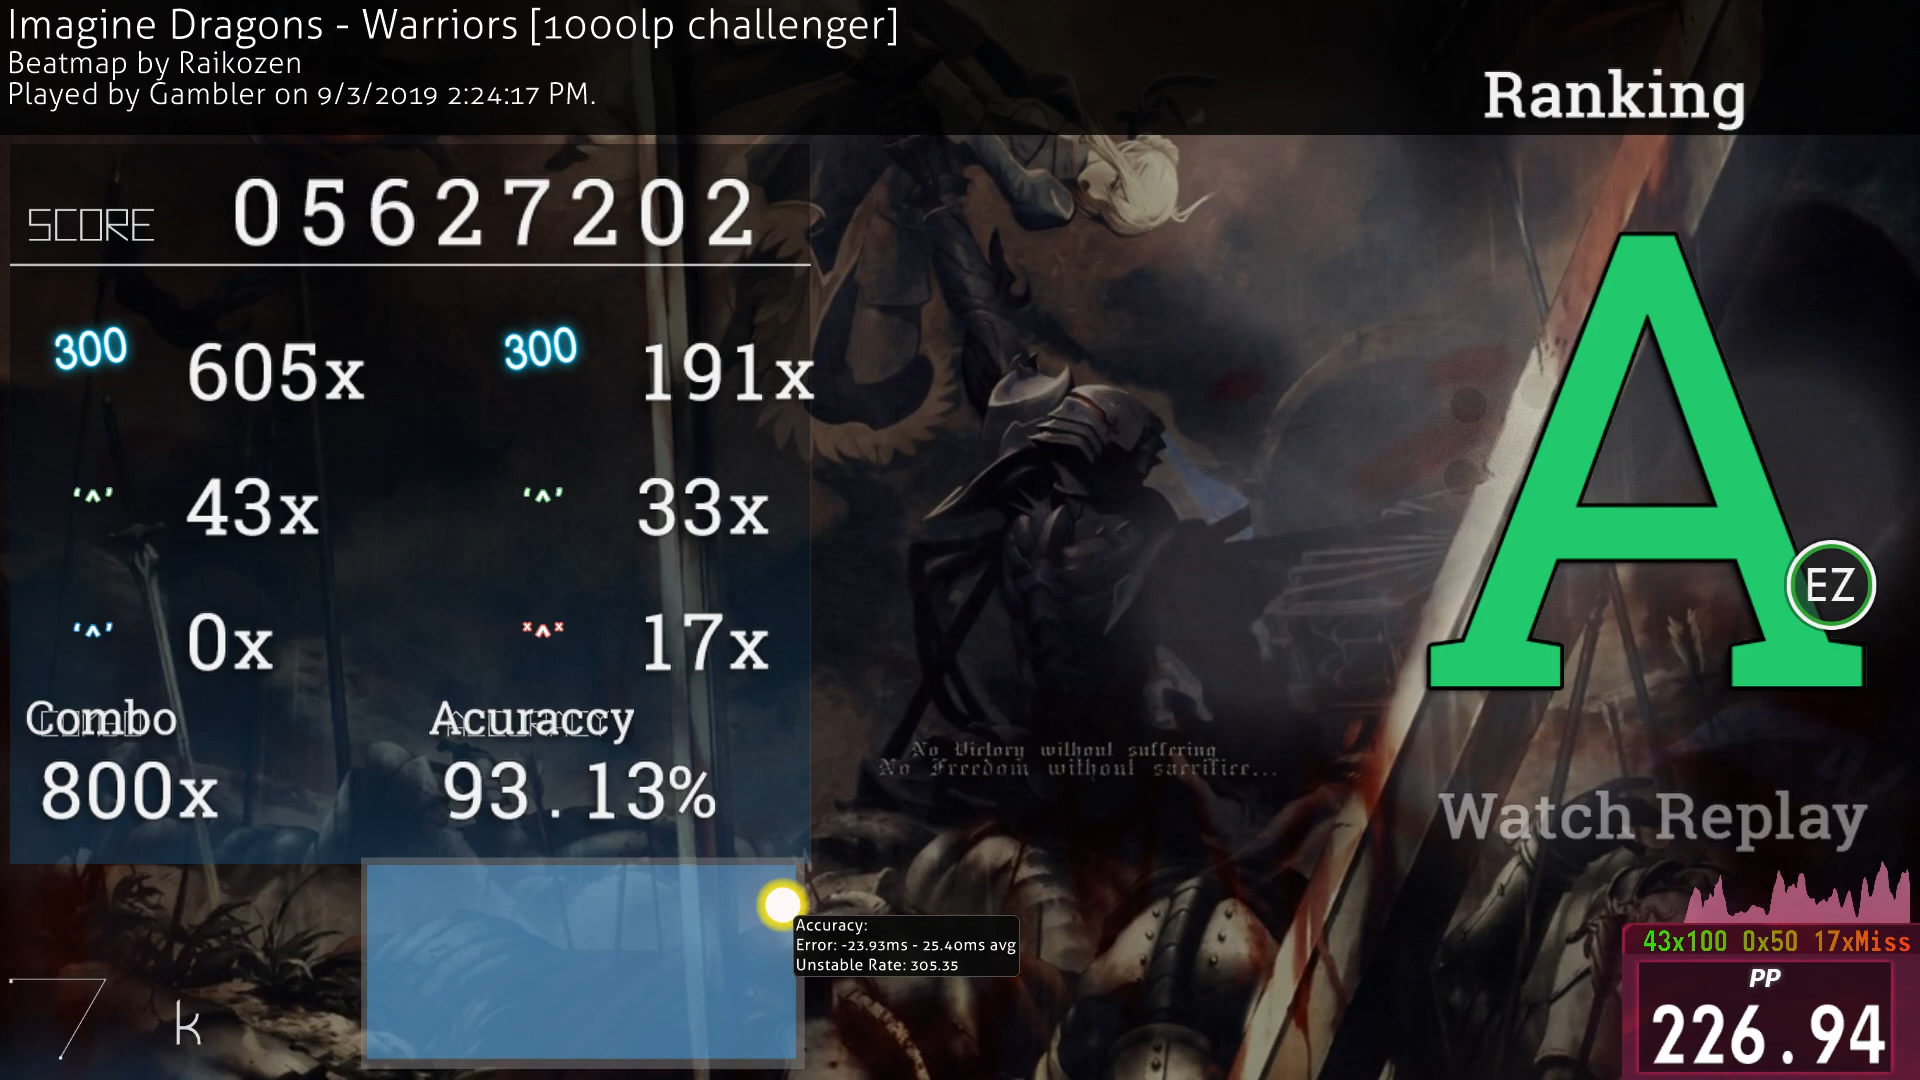 Imagine Dragons - Warriors [1000lp challenger]
Beatmap by Raikozen
Played by Gambler on 9/3/2019 2:24:17 PM.
Ranking
SCORE 05627202
300 605x 300 191x
'^' 43x '^' 33x
'^' 0x x^x 17x
A
EZ
Combo Acuraccy
800x 93.13%
No Victory without suffering
No Freedom without sacrifice...
Watch Replay
Accuracy:
Error: -23.93ms - 25.40ms avg
Unstable Rate: 305.35
43x100 0x50 17xMiss
PP
226.94
7 k